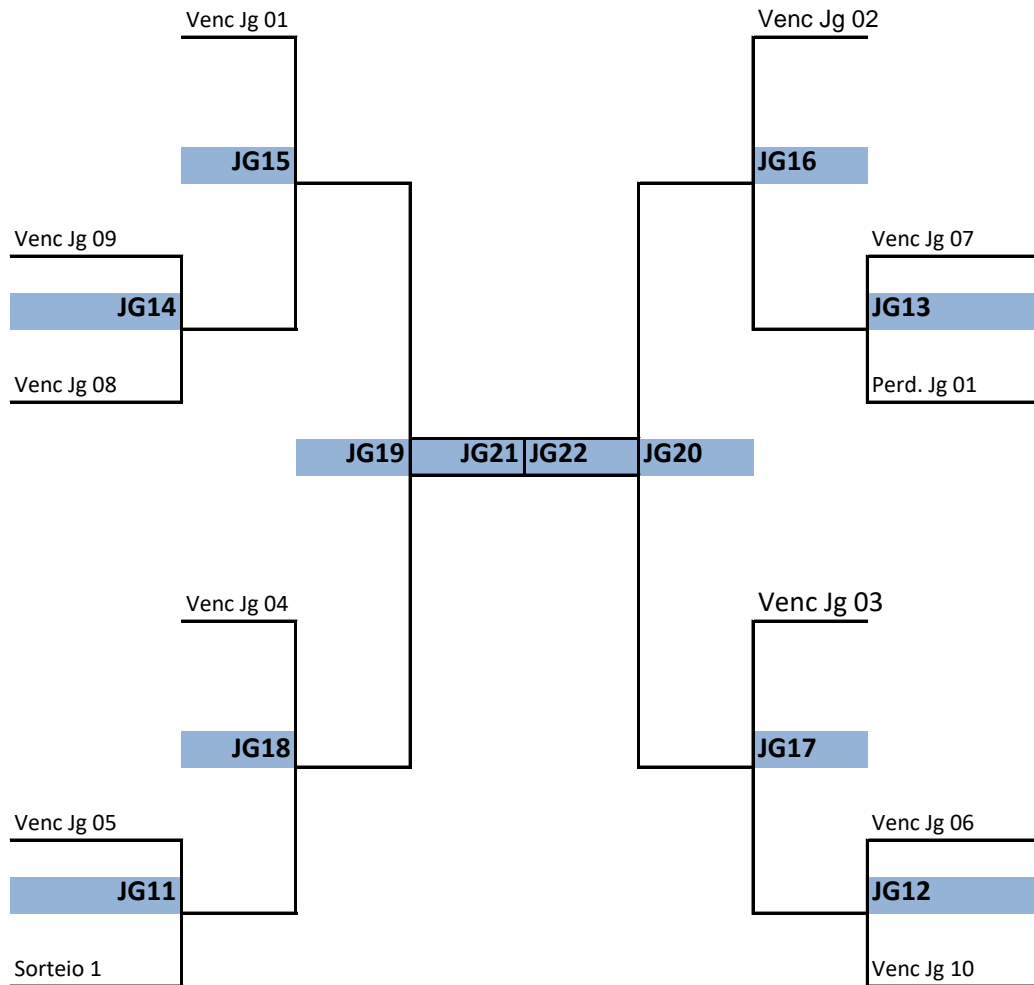 Venc Jg 01
Venc Jg 02
JG15
JG16
Venc Jg 09
Venc Jg 07
JG14
JG13
Venc Jg 08
Perd. Jg 01
JG19 JG21 JG22 JG20
Venc Jg 04
Venc Jg 03
JG18
JG17
Venc Jg 05
Venc Jg 06
JG11
JG12
Sorteio 1
Venc Jg 10